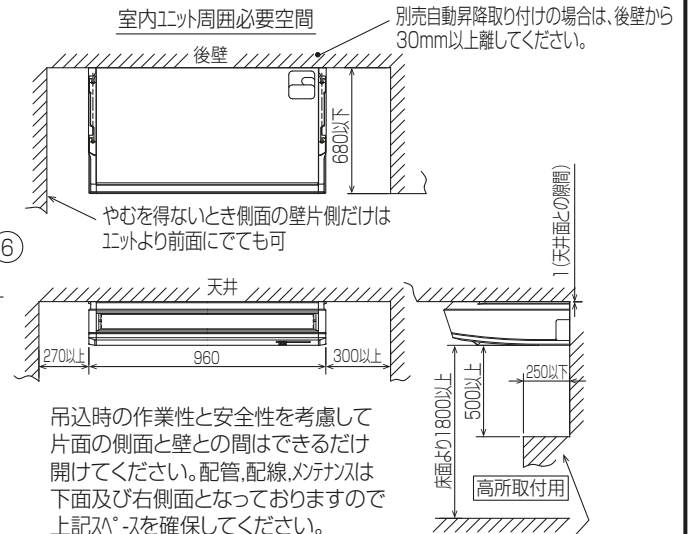 室内ユニット周囲必要空間
別売自動昇降取り付けの場合は、後壁から
30mm以上離してください。
後壁
680以下
やむを得ないとき側面の壁片側だけは
ユニットより前面にでても可
6
1(天井面との隙間)
天井
270以上
960
300以上
床面より1800以上
500以上
250以下
高所取付用
吊込時の作業性と安全性を考慮して
片面の側面と壁との間はできるだけ
開けてください。配管,配線,メンテナンスは
下面及び右側面となっておりますので
上記スペースを確保してください。